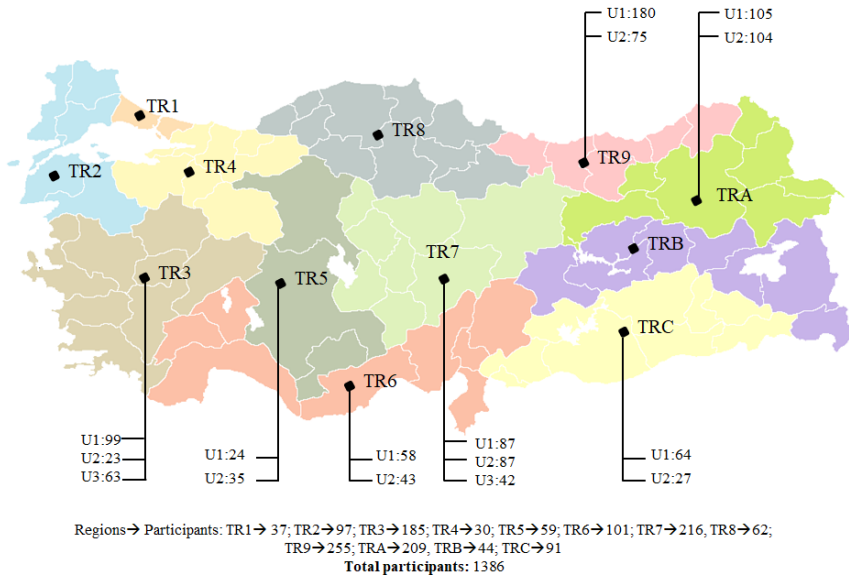 U1:180
U2:75
U1:105
U2:104
TR1
TR8
TR9
TR2
TR4
TRA
TRB
TR3
TR5
TR7
TRC
TR6
U1:99
U2:23
U3:63
U1:24
U2:35
U1:58
U2:43
U1:87
U2:87
U3:42
U1:64
U2:27
Regions→ Participants: TR1→ 37; TR2→97; TR3→185; TR4→30; TR5→59; TR6→101; TR7→216, TR8→62;
TR9→255; TRA→209, TRB→44; TRC→91
Total participants: 1386